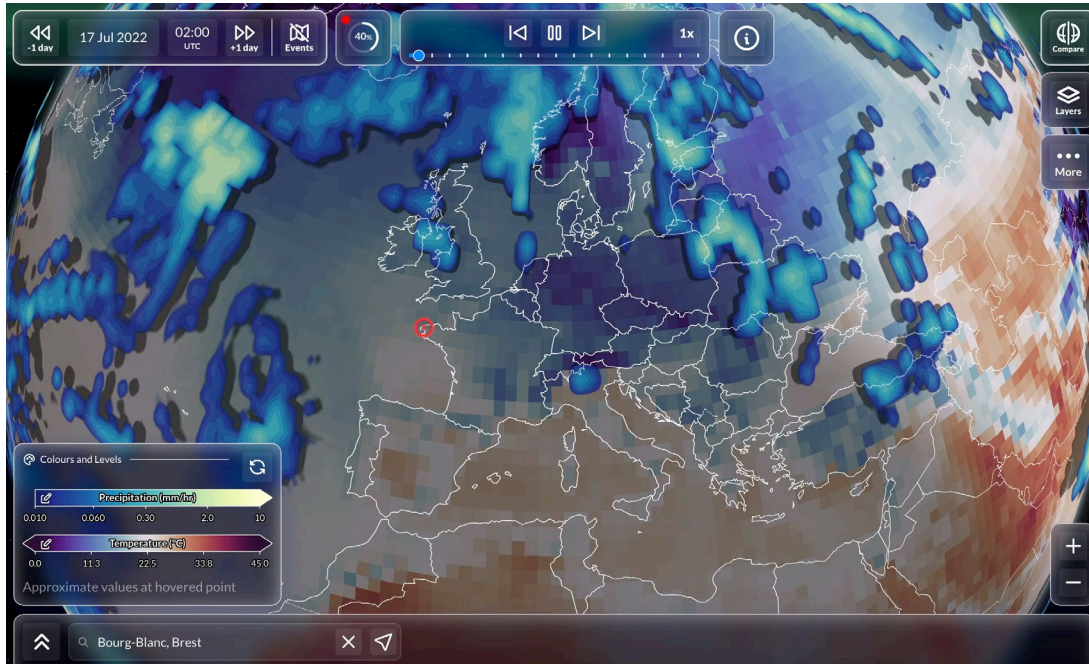 -1 day
17 Jul 2022
02:00
UTC
+1 day
Events
40%
1x
Compare
Layers
More
Colours and Levels
Precipitation (mm/hr)
0.010 0.060 0.30 2.0 10
Temperature (°C)
0.0 11.3 22.5 33.8 45.0
Approximate values at hovered point
Bourg-Blanc, Brest